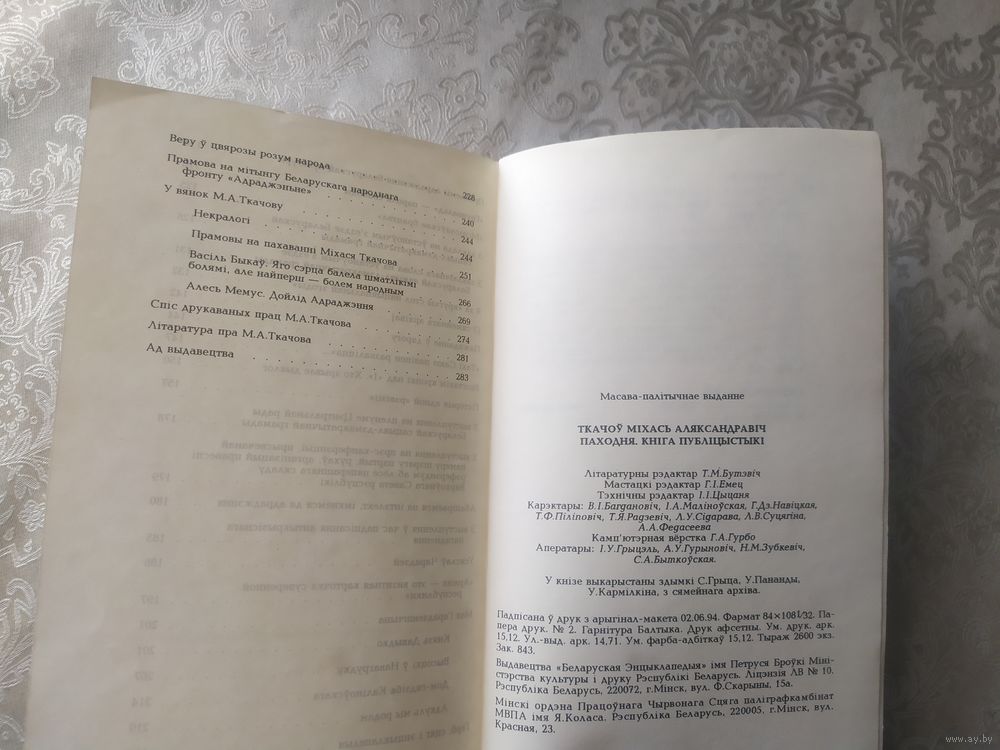 Веру ў цвярозы розум народа
Прамова на мітынгу Беларускага народнага
фронту «Адраджэньне» 228
У вянок М.А.Ткачову 240
Некралогі 244
Прамовы на пахаванні Міхася Ткачова 244
Васіль Быкаў. Яго сэрца балела шматлікімі 251
болямі, але найперш — болем народным
Алесь Мемус. Дойлід Адраджэння 266
Спіс друкаваных прац М.А.Ткачова 269
Літаратура пра М.А.Ткачова 274
Ад выдавецтва 281
283
Масава-палітычнае выданне
ТКАЧОЎ МІХАСЬ АЛЯКСАНДРАВІЧ
ПАХОДНЯ. КНІГА ПУБЛІЦЫСТЫКІ
Літаратурны рэдактар Т.М.Бутэвіч
Мастацкі рэдактар Г.І.Емец
Тэхнічны рэдактар І.І.Цыцаня
Карэктары: В.І.Багдановіч, І.А.Маліноўская, Г.Дз.Навіцкая,
Т.Ф.Піліповіч, Т.Я.Радзевіч, Л.У.Сідарава, Л.В.Суцягіна,
А.А.Федасеева
Камп'ютэрная вёрстка Г.А.Гурбо
Аператары: І.У.Грыцэль, А.У.Гурыновіч, Н.М.Зубкевіч,
С.А.Быткоўская.
У кнізе выкарыстаны здымкі С.Грыца, У.Пананды,
У.Кармілкіна, з сямейнага архіва.
Падпісана ў друк з арыгінал-макета 02.06.94. Фармат 84×108 1/32. Па-
пера друк. № 2. Гарнітура Балтыка. Друк афсетны. Ум. друк. арк.
15,12. Ул.-выд. арк. 14,71. Ум. фарба-адбіткаў 15,12. Тыраж 2600 экз.
Зак. 843.
Выдавецтва «Беларуская Энцыклапедыя» імя Петруся Броўкі Міні-
стэрства культуры і друку Рэспублікі Беларусь. Ліцэнзія ЛВ № 10.
Рэспубліка Беларусь, 220072, г.Мінск, вул. Ф.Скарыны, 15а.
Мінскі ордэна Працоўнага Чырвонага Сцяга паліграфкамбінат
МВПА імя Я.Коласа. Рэспубліка Беларусь, 220005, г.Мінск, вул.
Красная, 23.
www.ay.by